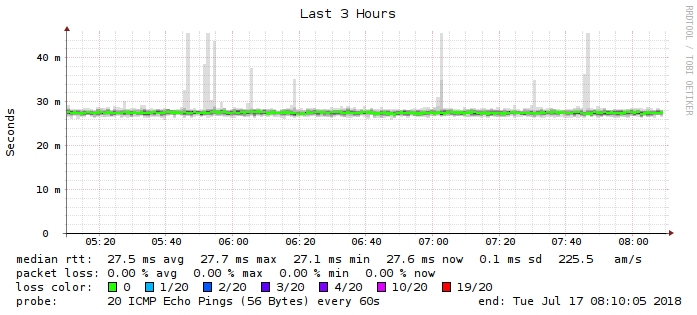 Last 3 Hours
RRDTOOL / TOBI OETIKER
Seconds
40 m
30 m
20 m
10 m
0
05:20 05:40 06:00 06:20 06:40 07:00 07:20 07:40 08:00
median rtt: 27.5 ms avg 27.7 ms max 27.1 ms min 27.6 ms now 0.1 ms sd 225.5 am/s
packet loss: 0.00 % avg 0.00 % max 0.00 % min 0.00 % now
loss color: 0 1/20 2/20 3/20 4/20 10/20 19/20
probe: 20 ICMP Echo Pings (56 Bytes) every 60s end: Tue Jul 17 08:10:05 2018